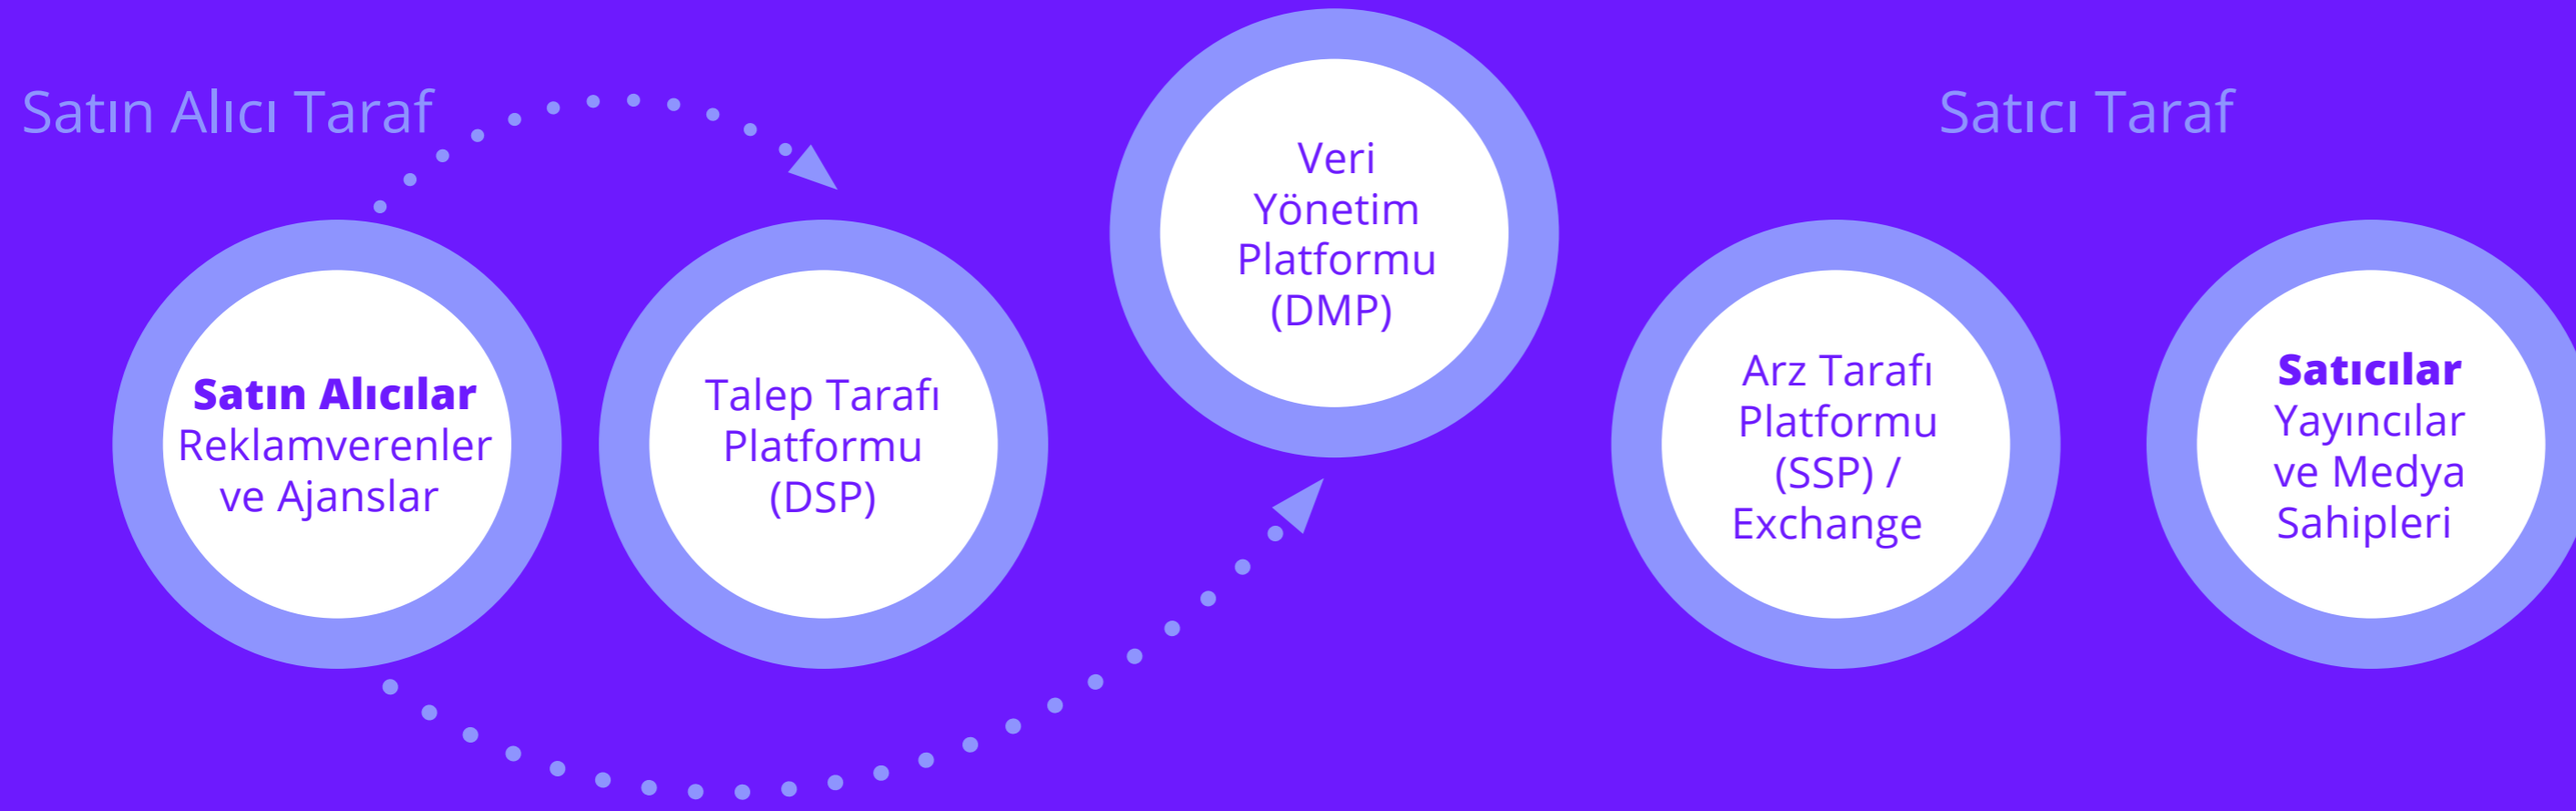 Satın Alıcı Taraf
Satıcı Taraf
Satın Alıcılar
Reklamverenler
ve Ajanslar
Talep Tarafı
Platformu
(DSP)
Veri
Yönetim
Platformu
(DMP)
Arz Tarafı
Platformu
(SSP) /
Exchange
Satıcılar
Yayıncılar
ve Medya
Sahipleri